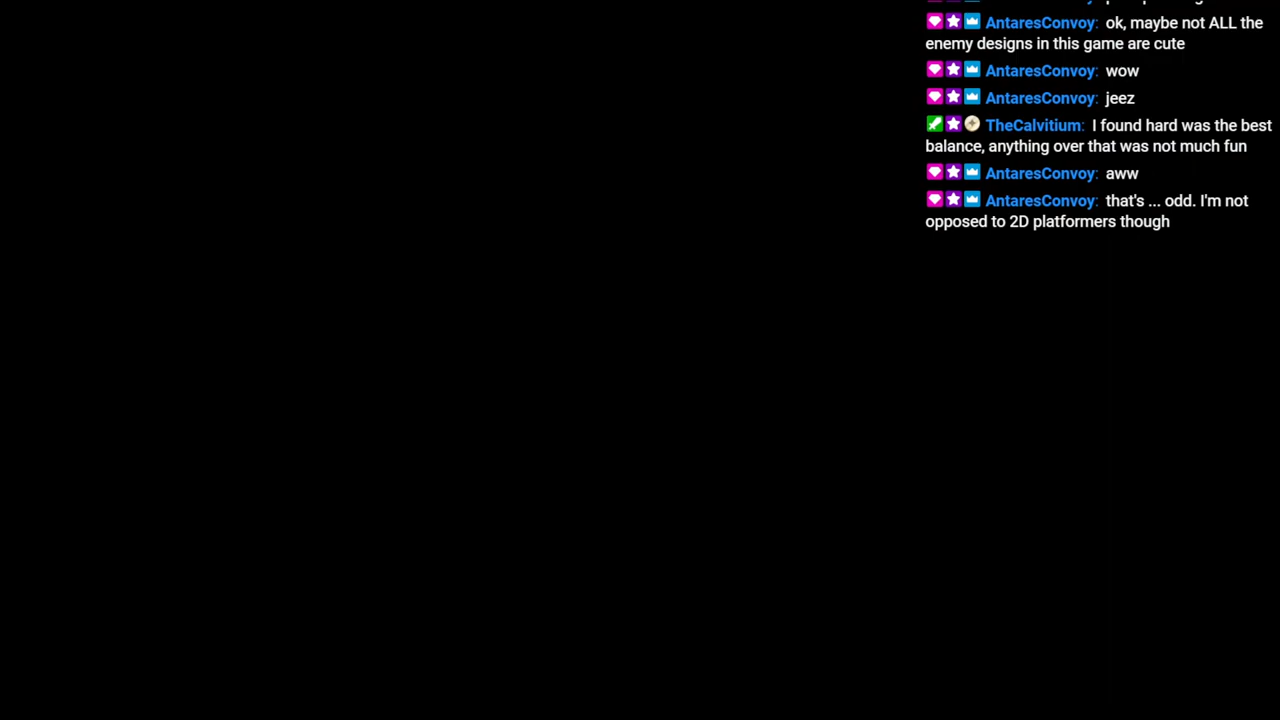 AntaresConvoy: ok, maybe not ALL the
enemy designs in this game are cute
AntaresConvoy: wow
AntaresConvoy: jeez
TheCalvitium: I found hard was the best
balance, anything over that was not much fun
AntaresConvoy: aww
AntaresConvoy: that's ... odd. I'm not
opposed to 2D platformers though